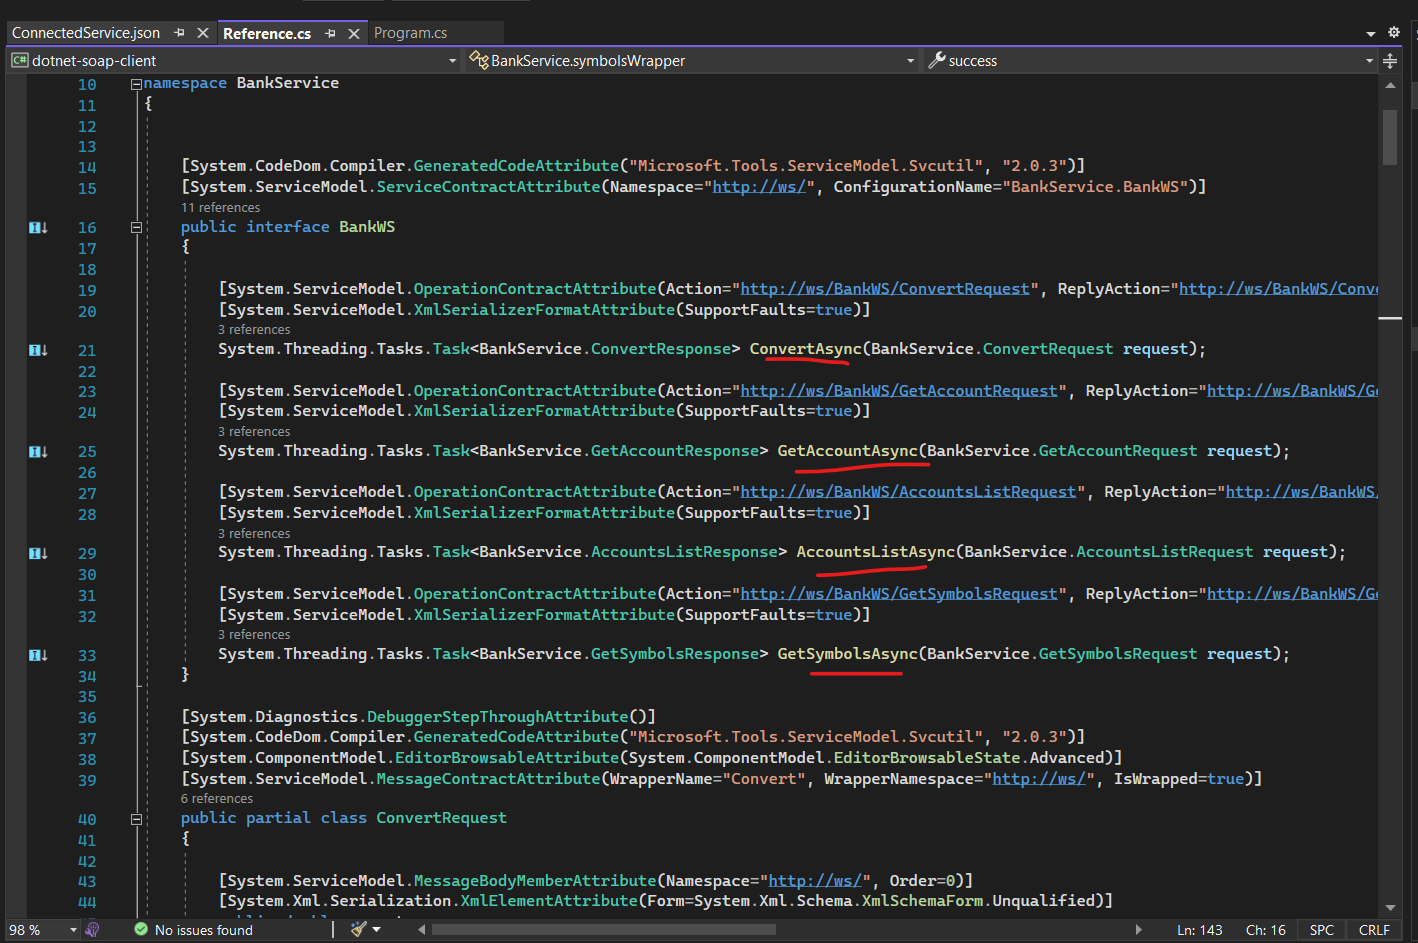 ConnectedService.json
Reference.cs
Program.cs
dotnet-soap-client
BankService.symbolsWrapper
success
10 namespace BankService
11 {
12
13
14 [System.CodeDom.Compiler.GeneratedCodeAttribute("Microsoft.Tools.ServiceModel.Svcutil", "2.0.3")]
15 [System.ServiceModel.ServiceContractAttribute(Namespace="http://ws/", ConfigurationName="BankService.BankWS")]
11 references
16 public interface BankWS
17 {
18
19 [System.ServiceModel.OperationContractAttribute(Action="http://ws/BankWS/ConvertRequest", ReplyAction="http://ws/BankWS/Conve
20 [System.ServiceModel.XmlSerializerFormatAttribute(SupportFaults=true)]
3 references
21 System.Threading.Tasks.Task<BankService.ConvertResponse> ConvertAsync(BankService.ConvertRequest request);
22
23 [System.ServiceModel.OperationContractAttribute(Action="http://ws/BankWS/GetAccountRequest", ReplyAction="http://ws/BankWS/Ge
24 [System.ServiceModel.XmlSerializerFormatAttribute(SupportFaults=true)]
3 references
25 System.Threading.Tasks.Task<BankService.GetAccountResponse> GetAccountAsync(BankService.GetAccountRequest request);
26
27 [System.ServiceModel.OperationContractAttribute(Action="http://ws/BankWS/AccountsListRequest", ReplyAction="http://ws/BankWS/
28 [System.ServiceModel.XmlSerializerFormatAttribute(SupportFaults=true)]
3 references
29 System.Threading.Tasks.Task<BankService.AccountsListResponse> AccountsListAsync(BankService.AccountsListRequest request);
30
31 [System.ServiceModel.OperationContractAttribute(Action="http://ws/BankWS/GetSymbolsRequest", ReplyAction="http://ws/BankWS/Ge
32 [System.ServiceModel.XmlSerializerFormatAttribute(SupportFaults=true)]
3 references
33 System.Threading.Tasks.Task<BankService.GetSymbolsResponse> GetSymbolsAsync(BankService.GetSymbolsRequest request);
34 }
35
36 [System.Diagnostics.DebuggerStepThroughAttribute()]
37 [System.CodeDom.Compiler.GeneratedCodeAttribute("Microsoft.Tools.ServiceModel.Svcutil", "2.0.3")]
38 [System.ComponentModel.EditorBrowsableAttribute(System.ComponentModel.EditorBrowsableState.Advanced)]
39 [System.ServiceModel.MessageContractAttribute(WrapperName="Convert", WrapperNamespace="http://ws/", IsWrapped=true)]
6 references
40 public partial class ConvertRequest
41 {
42
43 [System.ServiceModel.MessageBodyMemberAttribute(Namespace="http://ws/", Order=0)]
44 [System.Xml.Serialization.XmlElementAttribute(Form=System.Xml.Schema.XmlSchemaForm.Unqualified)]
98 %
No issues found
Ln: 143
Ch: 16
SPC
CRLF